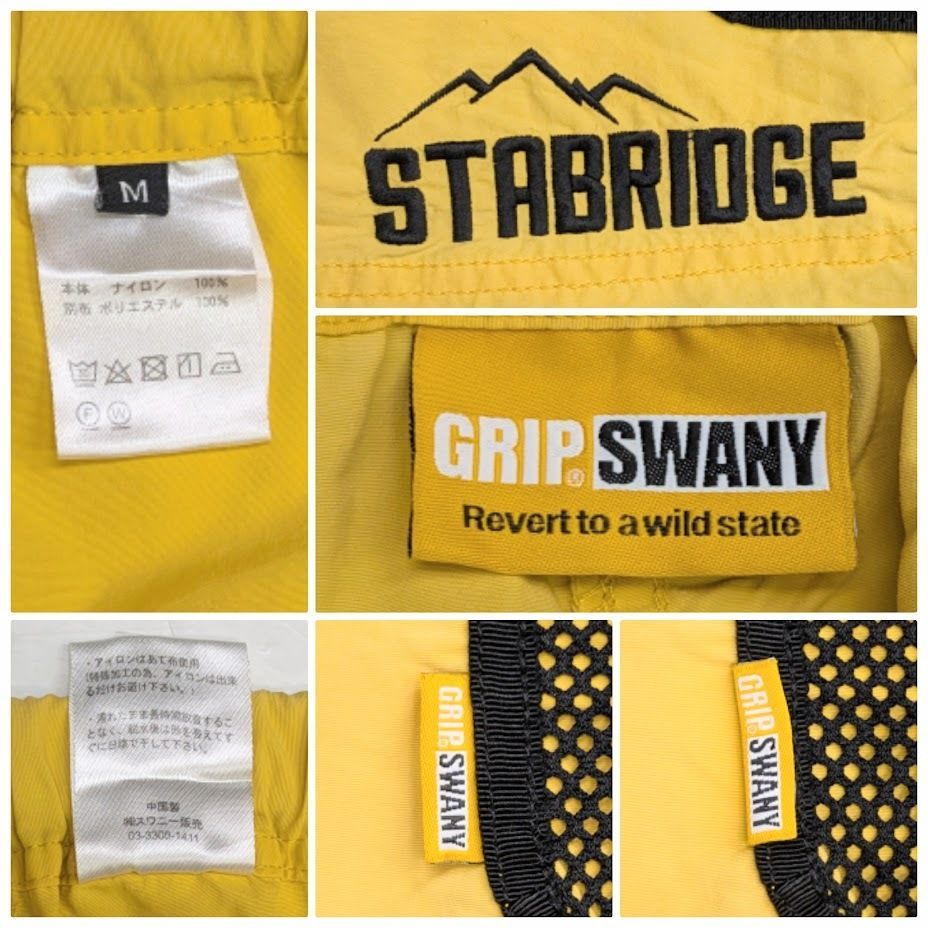 M
本体 ナイロン 100%
別布 ポリエステル 100%
F W
STABRIDGE
GRIP® SWANY
Revert to a wild state
・アイロンはあて布使用
(特殊加工の為、アイロンは出来
るだけお避け下さい。)
・濡れたまま長時間放置するこ
となく、脱水後は形を整えてす
ぐに日陰で干して下さい。
中国製
㈱スワニー販売
03-3309-1411
GRIP® SWANY
GRIP® SWANY